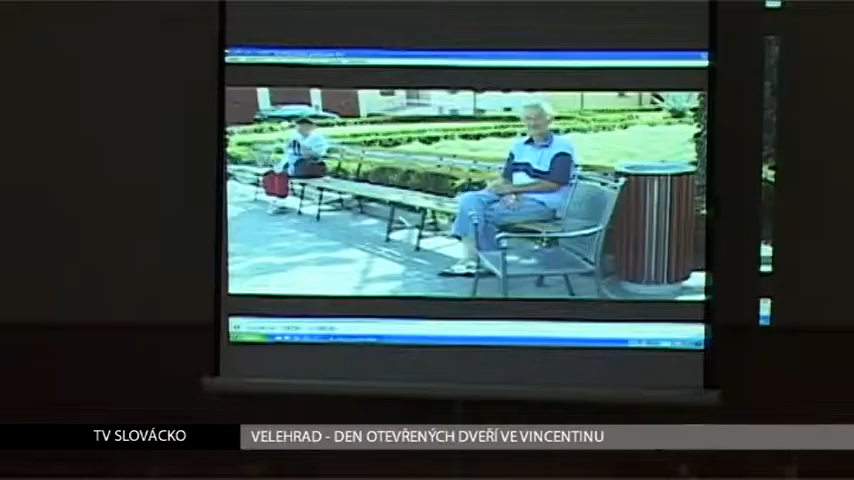 TV SLOVÁCKO
VELEHRAD - DEN OTEVŘENÝCH DVEŘÍ VE VINCENTINU